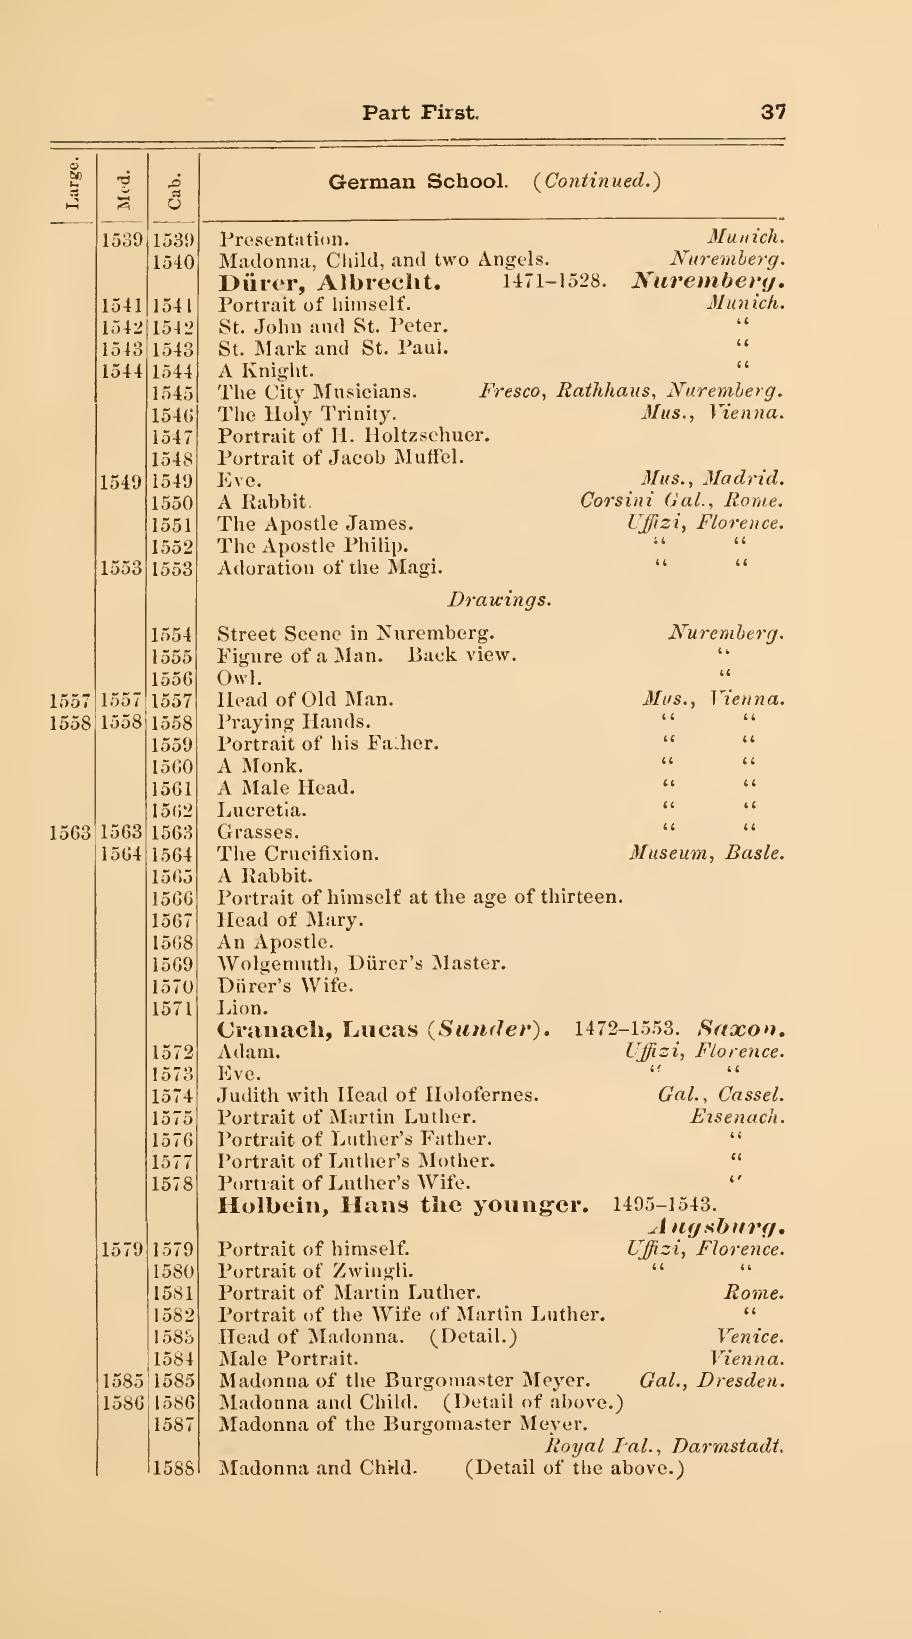 Part First. 37
Large. Med. Cab. German School. (Continued.)
1539 1539 Presentation. Munich.
1540 Madonna, Child, and two Angels. Nuremberg.
Dürer, Albrecht. 1471-1528. Nuremberg.
1541 1541 Portrait of himself. Munich.
1542 1542 St. John and St. Peter. “
1543 1543 St. Mark and St. Paul. “
1544 1544 A Knight. “
1545 The City Musicians. Fresco, Rathhaus, Nuremberg.
1546 The Holy Trinity. Mus., Vienna.
1547 Portrait of H. Holtzschuer.
1548 Portrait of Jacob Muffel.
1549 1549 Eve. Mus., Madrid.
1550 A Rabbit. Corsini Gal., Rome.
1551 The Apostle James. Uffizi, Florence.
1552 The Apostle Philip. “ “
1553 1553 Adoration of the Magi. “ “
Drawings.
1554 Street Scene in Nuremberg. Nuremberg.
1555 Figure of a Man. Back view. “
1556 Owl. “
1557 1557 1557 Head of Old Man. Mus., Vienna.
1558 1558 1558 Praying Hands. “ “
1559 Portrait of his Father. “ “
1560 A Monk. “ “
1561 A Male Head. “ “
1562 Lucretia. “ “
1563 1563 1563 Grasses. “ “
1564 1564 The Crucifixion. Museum, Basle.
1565 A Rabbit.
1566 Portrait of himself at the age of thirteen.
1567 Head of Mary.
1568 An Apostle.
1569 Wolgemuth, Dürer's Master.
1570 Dürer's Wife.
1571 Lion.
Cranach, Lucas (Sunder). 1472-1553. Saxon.
1572 Adam. Uffizi, Florence.
1573 Eve. “ “
1574 Judith with Head of Holofernes. Gal., Cassel.
1575 Portrait of Martin Luther. Eisenach.
1576 Portrait of Luther's Father. “
1577 Portrait of Luther's Mother. “
1578 Portrait of Luther's Wife. “
Holbein, Hans the younger. 1495-1543.
Augsburg.
1579 1579 Portrait of himself. Uffizi, Florence.
1580 Portrait of Zwingli. “ “
1581 Portrait of Martin Luther. Rome.
1582 Portrait of the Wife of Martin Luther. “
1583 Head of Madonna. (Detail.) Venice.
1584 Male Portrait. Vienna.
1585 1585 Madonna of the Burgomaster Meyer. Gal., Dresden.
1586 1586 Madonna and Child. (Detail of above.)
1587 Madonna of the Burgomaster Meyer.
Royal Pal., Darmstadt.
1588 Madonna and Child. (Detail of the above.)